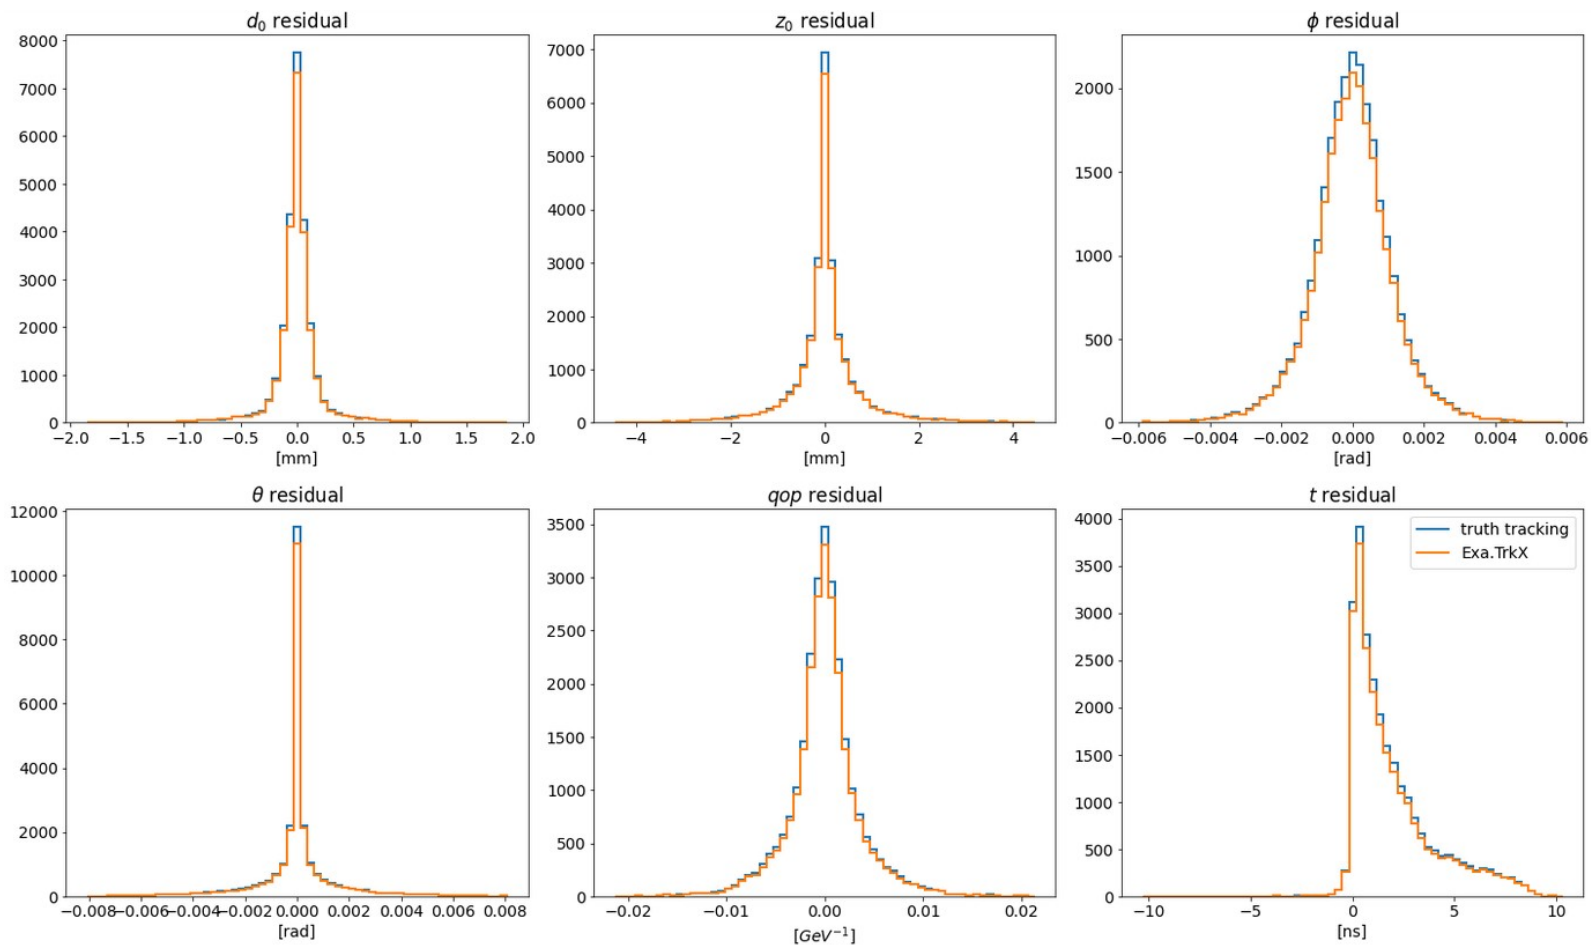 d₀ residual
8000
7000
6000
5000
4000
3000
2000
1000
0
−2.0 −1.5 −1.0 −0.5 0.0 0.5 1.0 1.5 2.0
[mm]
z₀ residual
7000
6000
5000
4000
3000
2000
1000
0
−4 −2 0 2 4
[mm]
ϕ residual
2000
1500
1000
500
0
−0.006 −0.004 −0.002 0.000 0.002 0.004 0.006
[rad]
θ residual
12000
10000
8000
6000
4000
2000
0
−0.008 −0.006 −0.004 −0.002 0.000 0.002 0.004 0.006 0.008
[rad]
qop residual
3500
3000
2500
2000
1500
1000
500
0
−0.02 −0.01 0.00 0.01 0.02
[GeV⁻¹]
t residual
4000
3500
3000
2500
2000
1500
1000
500
0
−10 −5 0 5 10
[ns]
truth tracking
Exa.TrkX